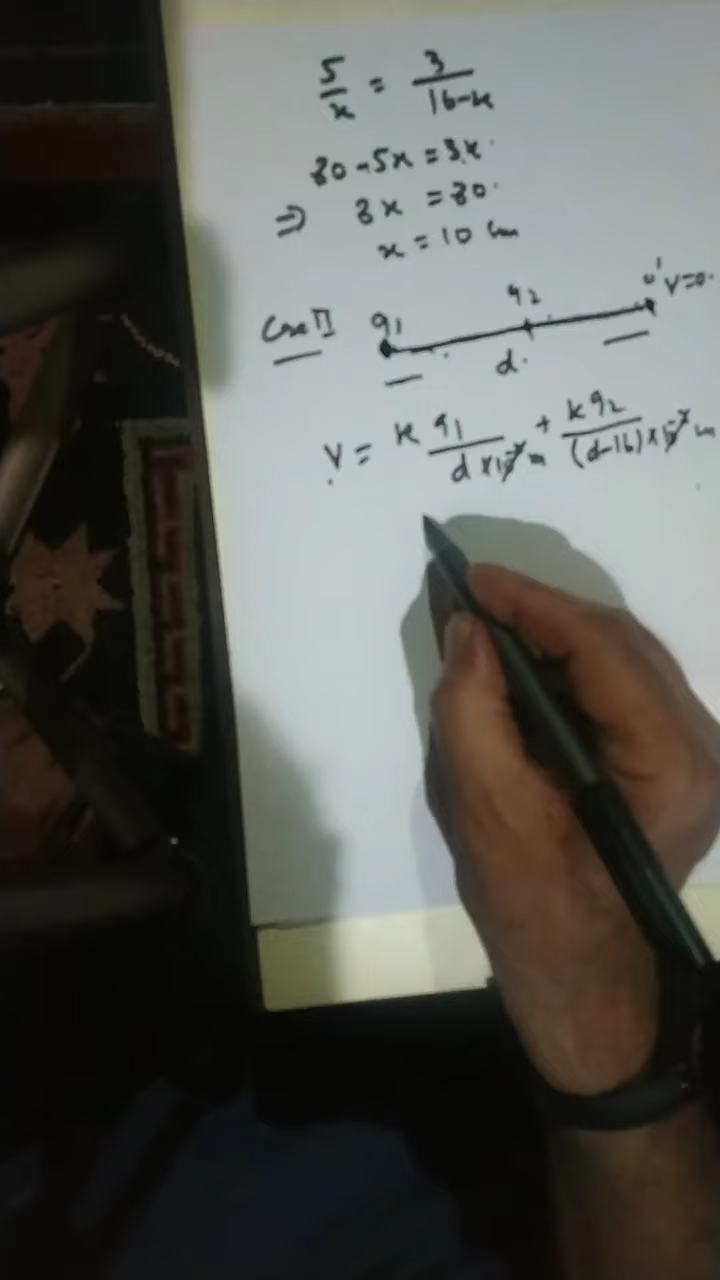 5/x = 3/16-x
80-5x = 3x.
⇒ 8x = 80.
x = 10 cm
Case II q1 q2 o' V=0.
d.
V = k q1/d×10⁻² m + k q2/(d-16)×10⁻² m